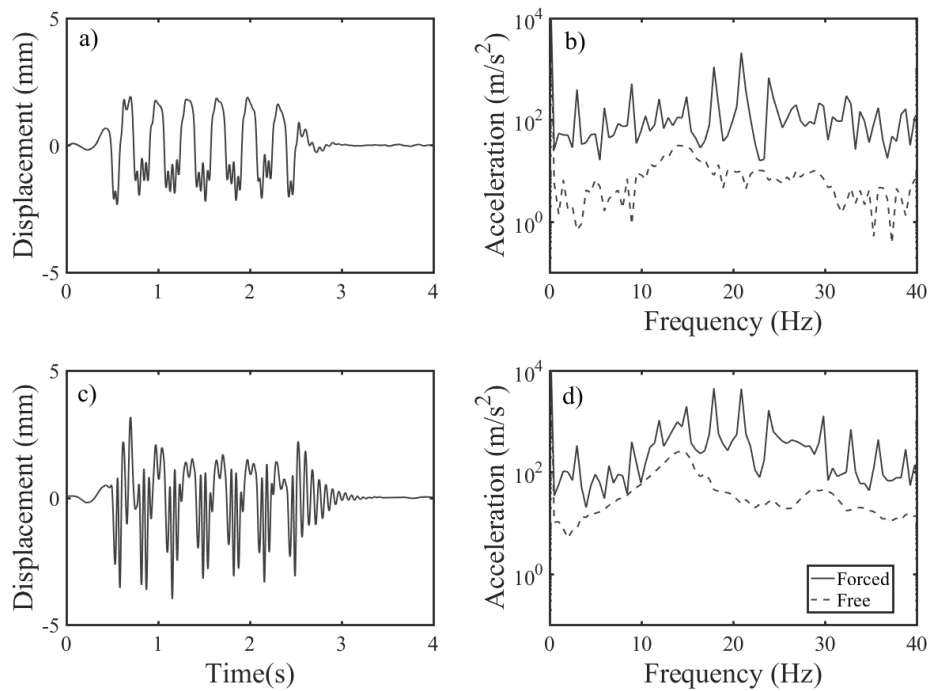 a)
5
0
-5
Displacement (mm)
0 1 2 3 4
b)
10^4
10^2
10^0
Acceleration (m/s^2)
0 10 20 30 40
Frequency (Hz)
c)
5
0
-5
Displacement (mm)
0 1 2 3 4
Time(s)
d)
10^4
10^2
10^0
Acceleration (m/s^2)
Forced
Free
0 10 20 30 40
Frequency (Hz)